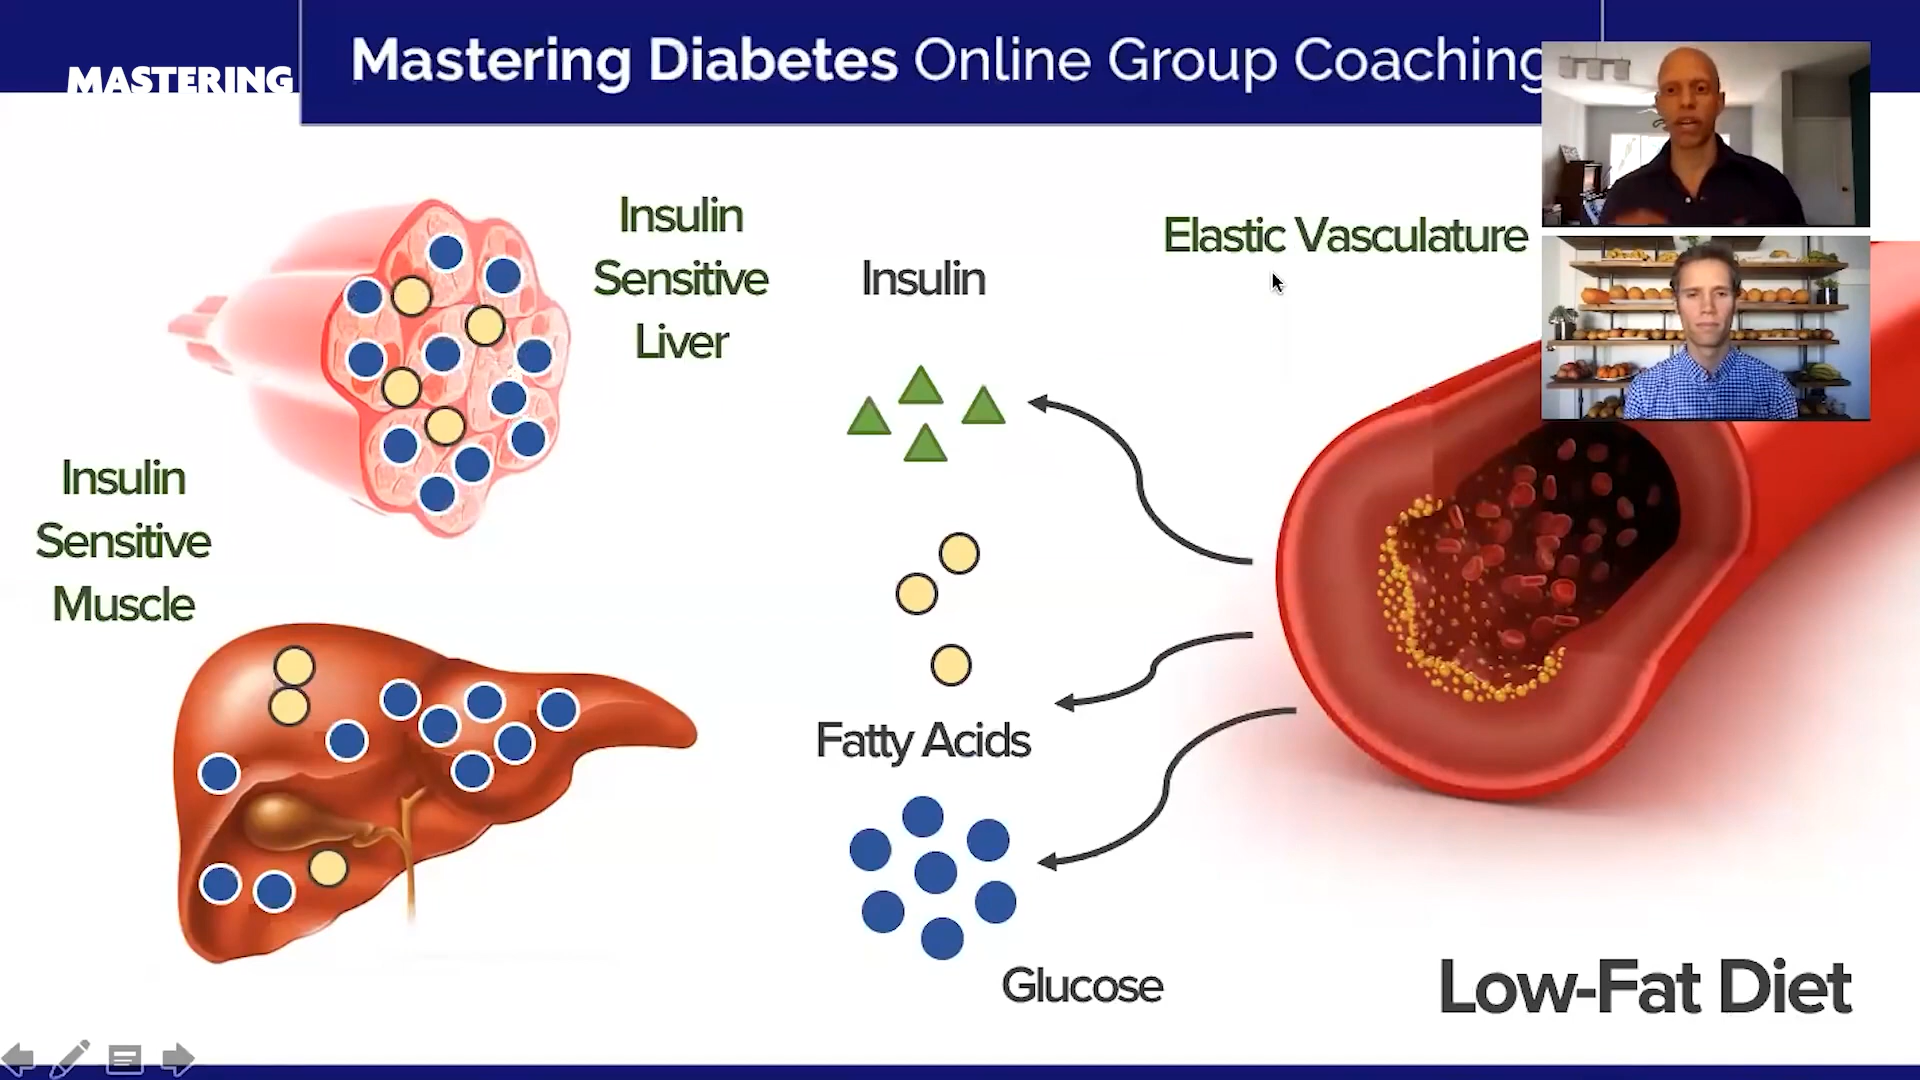 Mastering Diabetes Online Group Coaching
MASTERING
Insulin
Sensitive
Liver
Insulin
Elastic Vasculature
Insulin
Sensitive
Muscle
Fatty Acids
Glucose
Low-Fat Diet